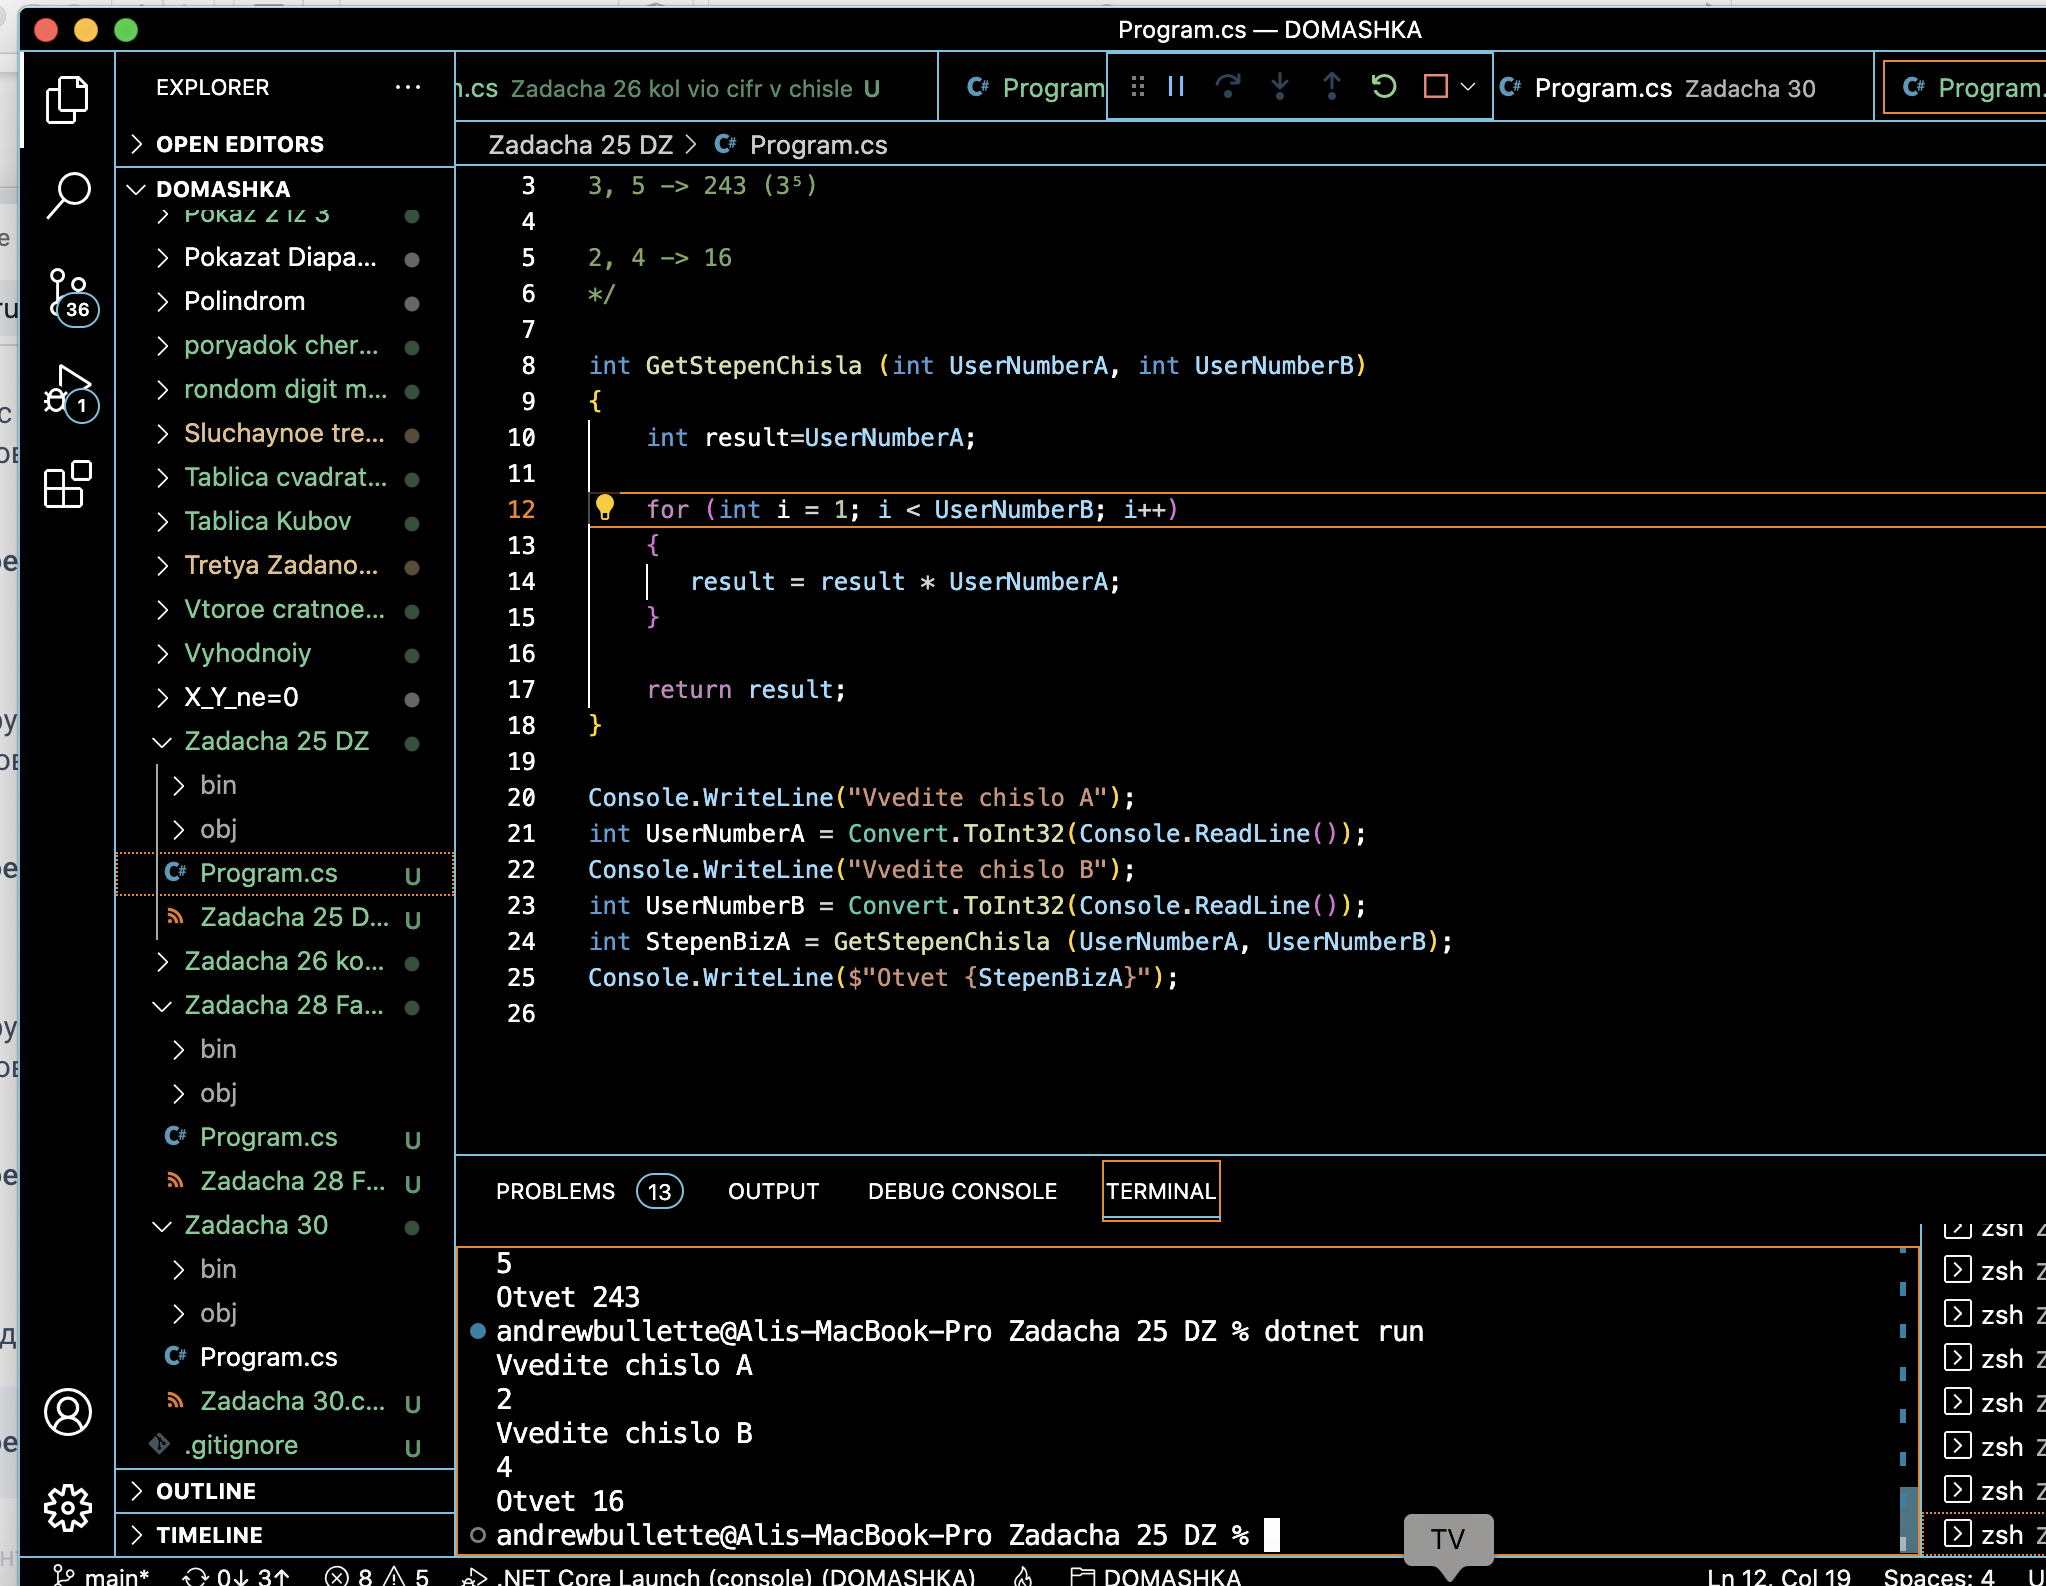 Program.cs — DOMASHKA
EXPLORER
OPEN EDITORS
DOMASHKA
Pokaz 2 iz 3
Pokazat Diapa...
Polindrom
poryadok cher...
rondom digit m...
Sluchaynoe tre...
Tablica cvadrat...
Tablica Kubov
Tretya Zadano...
Vtoroe cratnoe...
Vyhodnoiy
X_Y_ne=0
Zadacha 25 DZ
bin
obj
Program.cs U
Zadacha 25 D... U
Zadacha 26 ko...
Zadacha 28 Fa...
bin
obj
Program.cs U
Zadacha 28 F... U
Zadacha 30
bin
obj
Program.cs
Zadacha 30.c... U
.gitignore U
OUTLINE
TIMELINE
36
1
.cs Zadacha 26 kol vio cifr v chisle U
C# Program
C# Program.cs Zadacha 30
C# Program.
Zadacha 25 DZ > C# Program.cs
3 3, 5 -> 243 (3⁵)
4
5 2, 4 -> 16
6 */
7
8 int GetStepenChisla (int UserNumberA, int UserNumberB)
9 {
10 int result=UserNumberA;
11
12 for (int i = 1; i < UserNumberB; i++)
13 {
14 result = result * UserNumberA;
15 }
16
17 return result;
18 }
19
20 Console.WriteLine("Vvedite chislo A");
21 int UserNumberA = Convert.ToInt32(Console.ReadLine());
22 Console.WriteLine("Vvedite chislo B");
23 int UserNumberB = Convert.ToInt32(Console.ReadLine());
24 int StepenBizA = GetStepenChisla (UserNumberA, UserNumberB);
25 Console.WriteLine($"Otvet {StepenBizA}");
26
PROBLEMS 13 OUTPUT DEBUG CONSOLE TERMINAL
5
Otvet 243
andrewbullette@Alis-MacBook-Pro Zadacha 25 DZ % dotnet run
Vvedite chislo A
2
Vvedite chislo B
4
Otvet 16
andrewbullette@Alis-MacBook-Pro Zadacha 25 DZ %
zsh
zsh
zsh
zsh
zsh
zsh
zsh
zsh
TV
main* 0↓ 3↑ 8 5 .NET Core Launch (console) (DOMASHKA) DOMASHKA Ln 12, Col 19 Spaces: 4